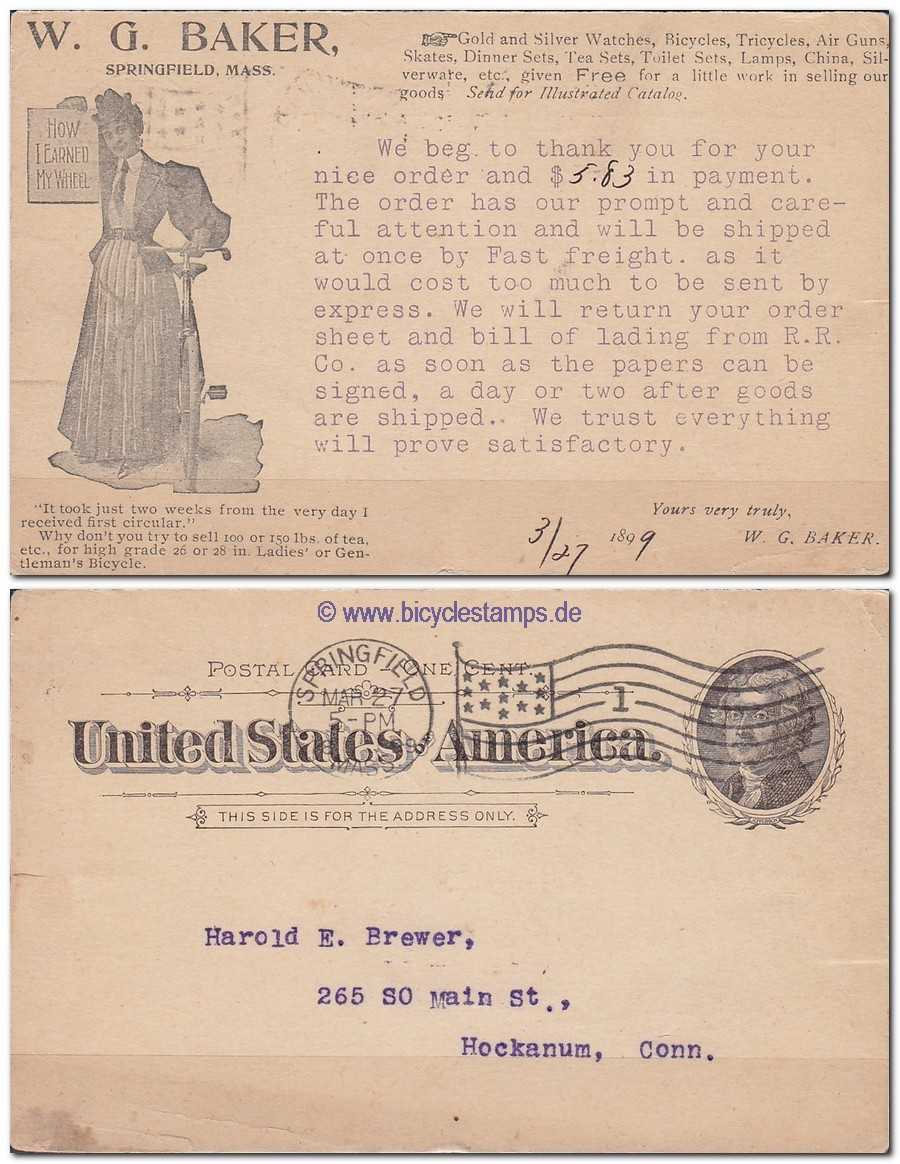 W. G. BAKER,
SPRINGFIELD, MASS.
Gold and Silver Watches, Bicycles, Tricycles, Air Guns,
Skates, Dinner Sets, Tea Sets, Toilet Sets, Lamps, China, Sil-
verware, etc., given Free for a little work in selling our
goods. Send for Illustrated Catalog.
HOW
I EARNED
MY WHEEL
We beg to thank you for your
nice order and $5.83 in payment.
The order has our prompt and care-
ful attention and will be shipped
at once by Fast freight. as it
would cost too much to be sent by
express. We will return your order
sheet and bill of lading from R.R.
Co. as soon as the papers can be
signed, a day or two after goods
are shipped. We trust everything
will prove satisfactory.
"It took just two weeks from the very day I
received first circular."
Why don't you try to sell 100 or 150 lbs. of tea,
etc., for high grade 26 or 28 in. Ladies' or Gen-
tleman's Bicycle.
Yours very truly,
3/27 1899 W. G. BAKER.
© www.bicyclestamps.de
POSTAL CARD - ONE CENT.
SPRINGFIELD
MAR 27
5-PM
MASS.
1
United States America.
THIS SIDE IS FOR THE ADDRESS ONLY.
Harold E. Brewer,
265 SO Main St.,
Hockanum, Conn.